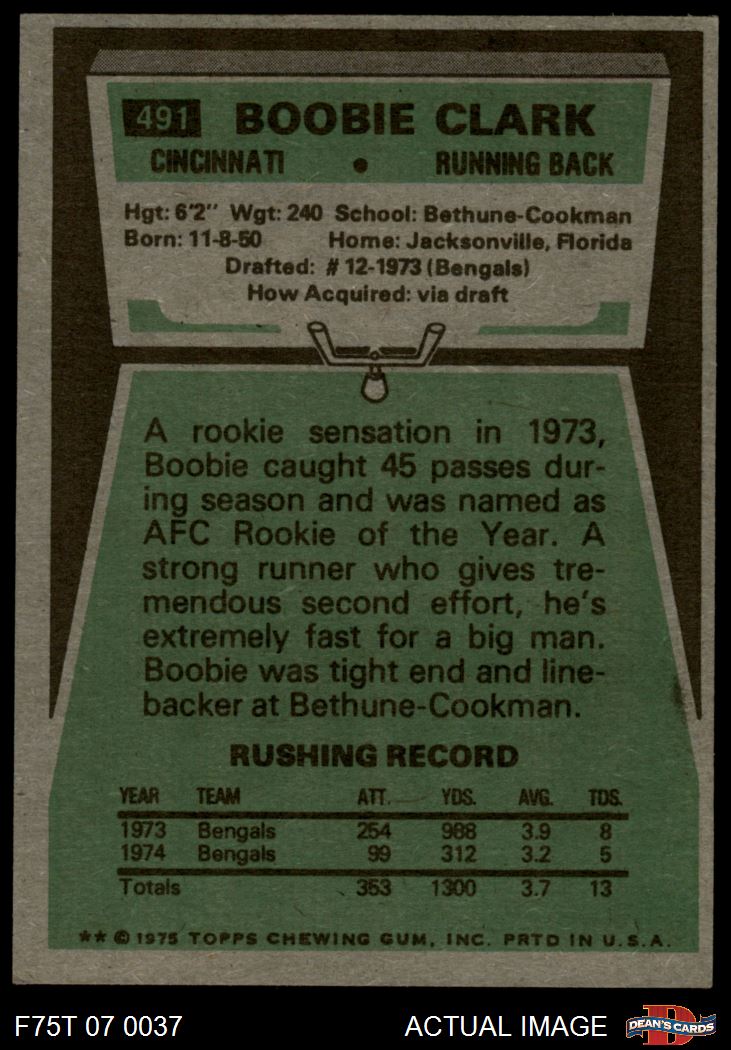 491 BOOBIE CLARK
CINCINNATI • RUNNING BACK
Hgt: 6'2" Wgt: 240 School: Bethune-Cookman
Born: 11-8-50 Home: Jacksonville, Florida
Drafted: #12-1973 (Bengals)
How Acquired: via draft
A rookie sensation in 1973,
Boobie caught 45 passes dur-
ing season and was named as
AFC Rookie of the Year. A
strong runner who gives tre-
mendous second effort, he's
extremely fast for a big man.
Boobie was tight end and line-
backer at Bethune-Cookman.
RUSHING RECORD
YEAR TEAM ATT. YDS. AVG. TDS.
1973 Bengals 254 988 3.9 8
1974 Bengals 99 312 3.2 5
Totals 353 1300 3.7 13
** © 1975 TOPPS CHEWING GUM, INC. PRTD IN U.S.A.
F75T 07 0037 ACTUAL IMAGE DEAN'S CARDS